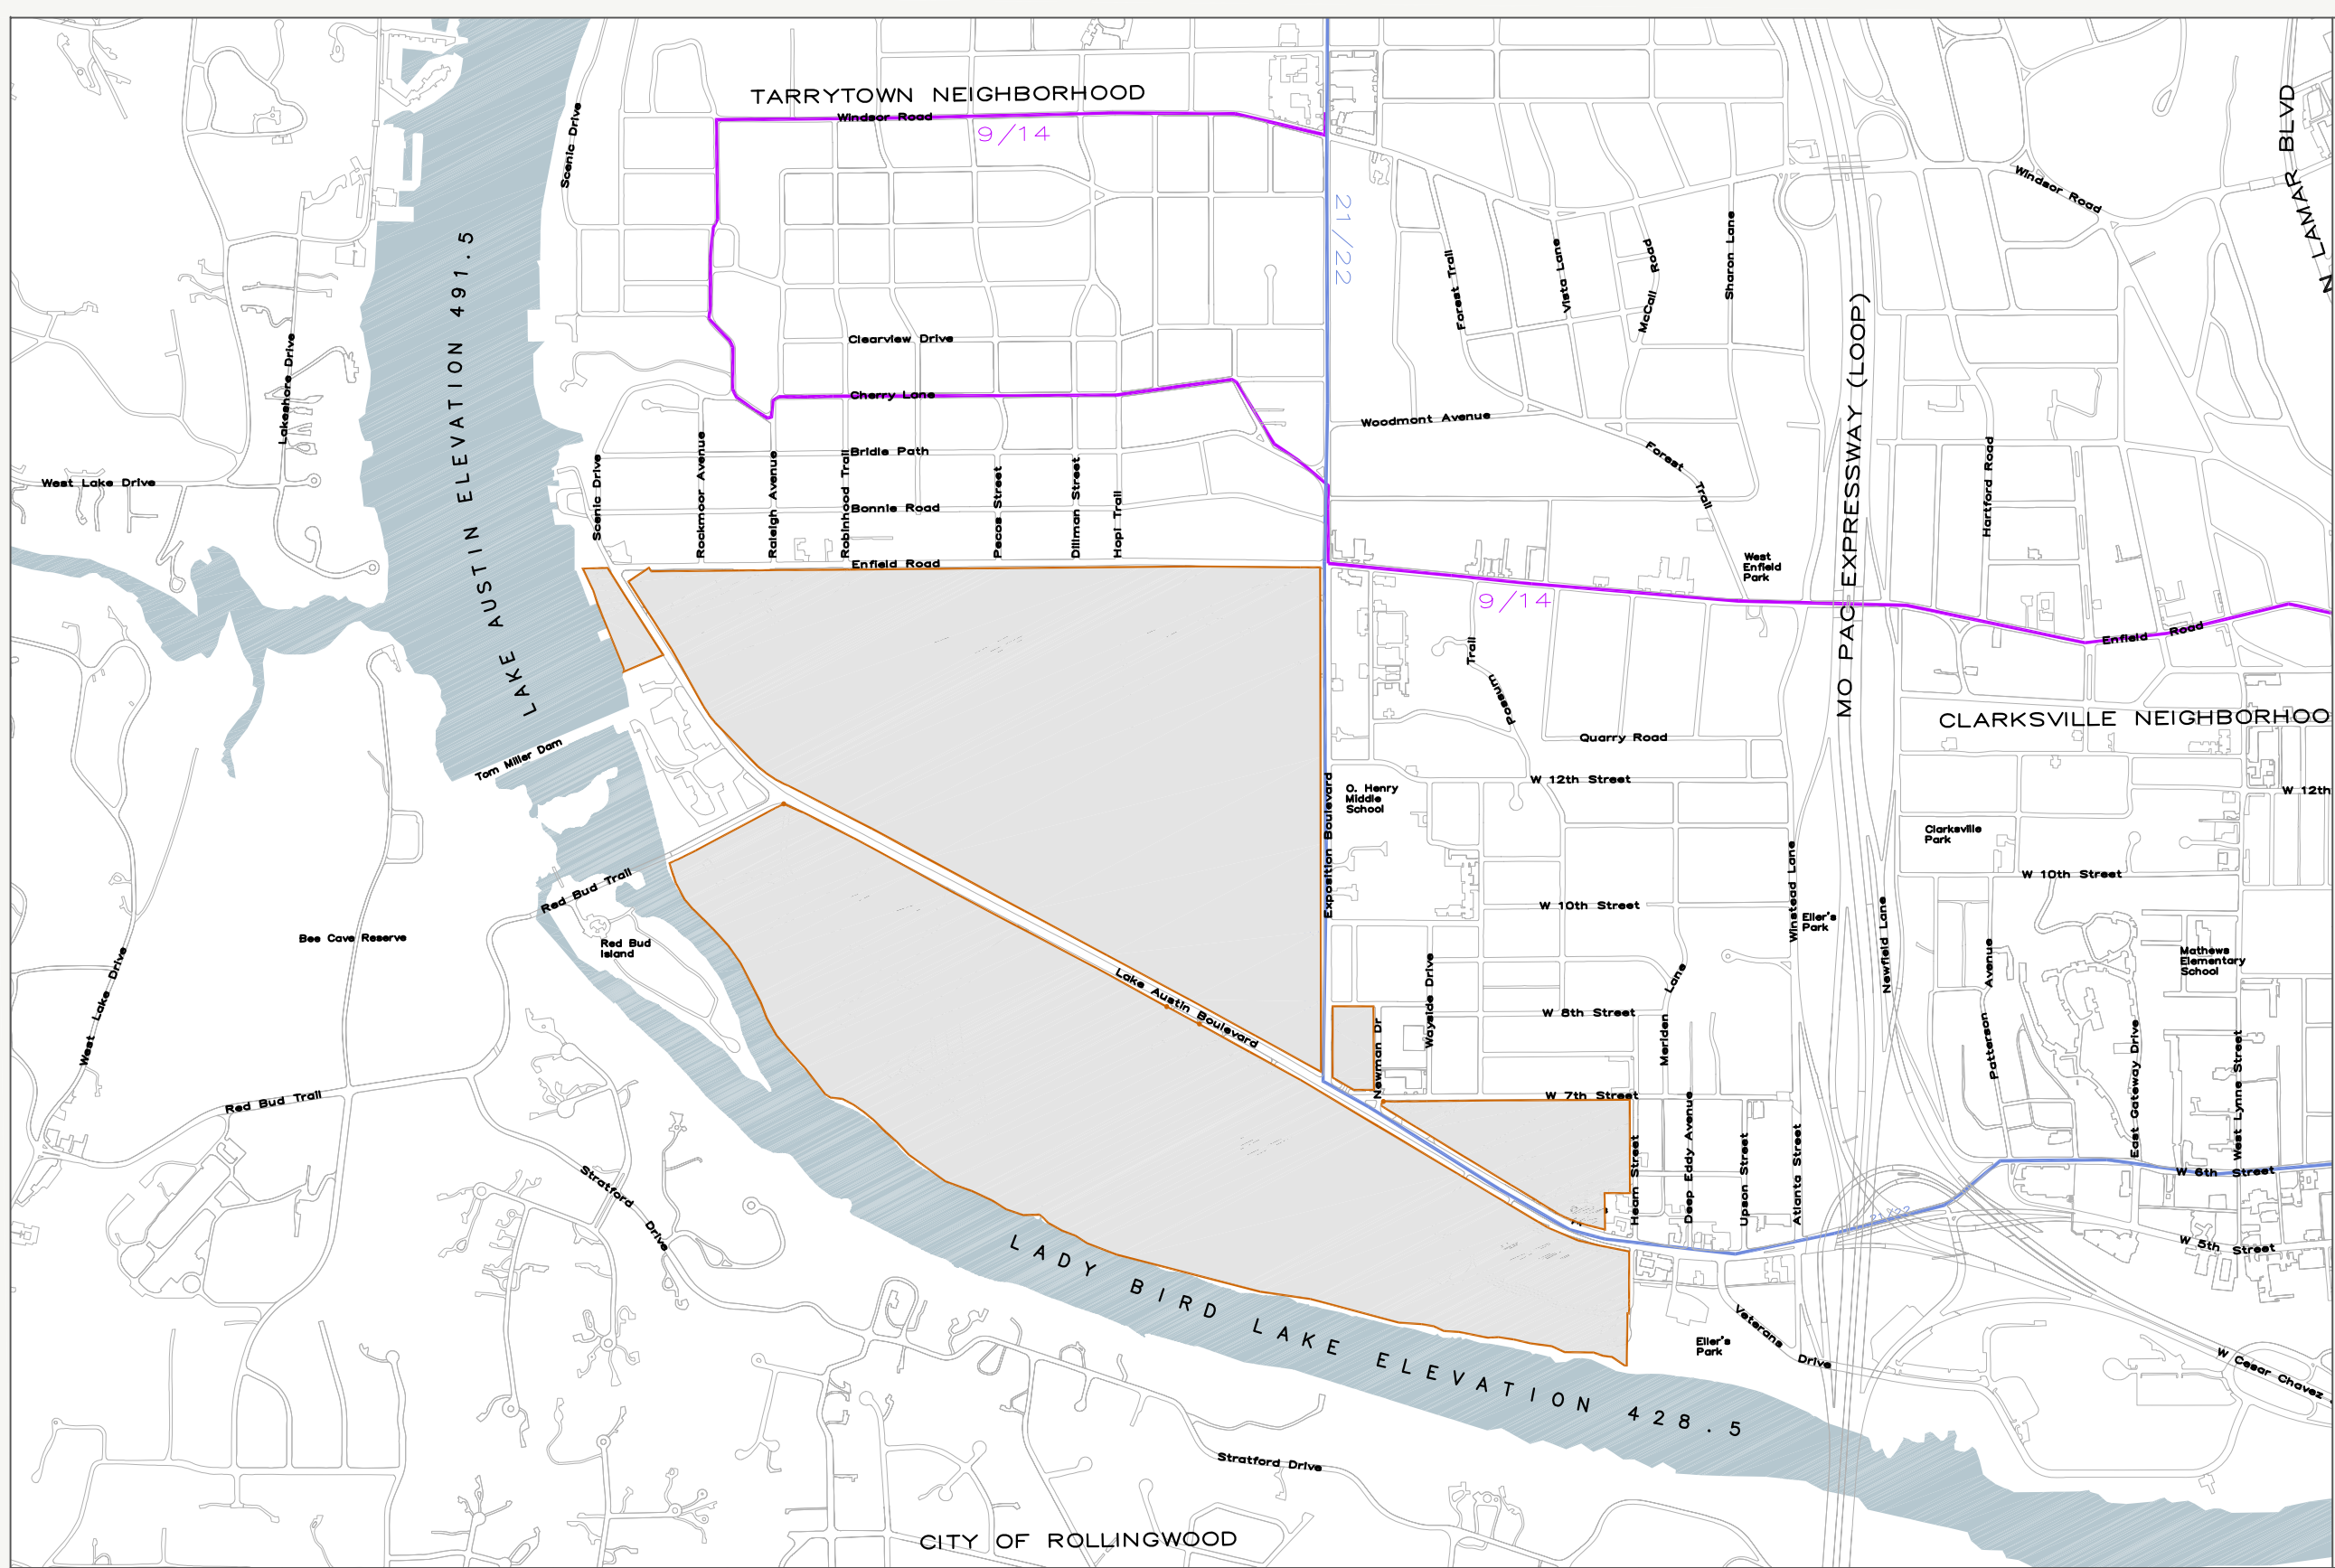 TARRYTOWN NEIGHBORHOOD
Windsor Road
9/14
Scenic Drive
N LAMAR BLVD
Windsor Road
21/22
Forest Trail
Vista Lane
McCall Road
Sharon Lane
LAKE AUSTIN ELEVATION 491.5
Lakeshore Drive
Clearview Drive
Cherry Lane
MO PAC EXPRESSWAY (LOOP)
Woodmont Avenue
Forest Trail
Hartford Road
West Lake Drive
Scenic Drive
Rockmoor Avenue
Raleigh Avenue
Robinhood Trail
Bridle Path
Bonnie Road
Pecos Street
Dillman Street
Hopi Trail
Enfield Road
West
Enfield
Park
9/14
Enfield Road
Possum Trail
CLARKSVILLE NEIGHBORHOO
Quarry Road
Tom Miller Dam
W 12th Street
O. Henry
Middle
School
W 12th
Exposition Boulevard
Clarksville
Park
Red Bud Trail
W 10th Street
W 10th Street
Winstead Lane
Eller's
Park
Newfield Lane
Bee Cave Reserve
Red Bud
Island
West Lake Drive
Lake Austin Boulevard
Wayside Drive
Meriden Lane
Patterson Avenue
Mathews
Elementary
School
W 8th Street
Newman Dr
East Gateway Drive
West Lynne Street
Red Bud Trail
W 7th Street
Hearn Street
Deep Eddy Avenue
Upson Street
Atlanta Street
W 6th Street
Stratford Drive
21/22
W 5th Street
LADY BIRD LAKE ELEVATION 428.5
Veterans Drive
Eller's
Park
W Cesar Chavez
Stratford Drive
CITY OF ROLLINGWOOD